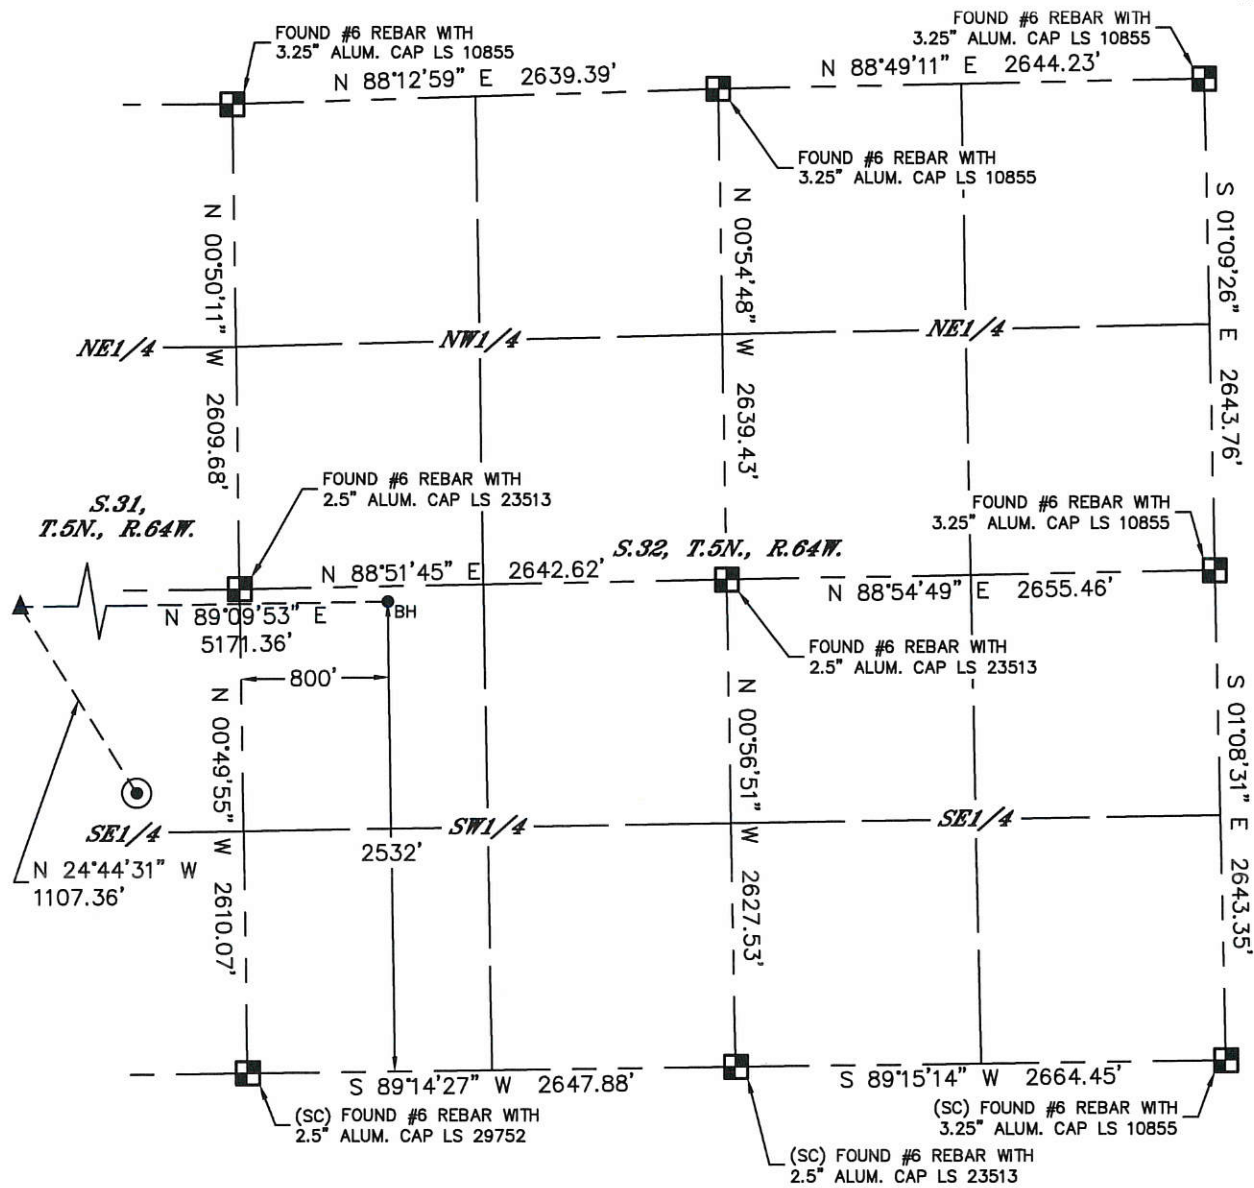 FOUND #6 REBAR WITH
3.25" ALUM. CAP LS 10855
FOUND #6 REBAR WITH
3.25" ALUM. CAP LS 10855
N 88°12'59" E 2639.39'
N 88°49'11" E 2644.23'
FOUND #6 REBAR WITH
3.25" ALUM. CAP LS 10855
N 00°50'11" W 2609.68'
N 00°54'48" W 2639.43'
S 01°09'26" E 2643.76'
NE1/4
NW1/4
NE1/4
FOUND #6 REBAR WITH
2.5" ALUM. CAP LS 23513
S.31,
T.5N., R.64W.
FOUND #6 REBAR WITH
3.25" ALUM. CAP LS 10855
S.32, T.5N., R.64W.
N 88°51'45" E 2642.62'
N 88°54'49" E 2655.46'
N 89°09'53" E
5171.36'
BH
FOUND #6 REBAR WITH
2.5" ALUM. CAP LS 23513
800'
N 00°49'55" W 2610.07'
N 00°56'51" W 2627.53'
S 01°08'31" E 2643.35'
SE1/4
SW1/4
SE1/4
2532'
N 24°44'31" W
1107.36'
S 89°14'27" W 2647.88'
S 89°15'14" W 2664.45'
(SC) FOUND #6 REBAR WITH
2.5" ALUM. CAP LS 29752
(SC) FOUND #6 REBAR WITH
3.25" ALUM. CAP LS 10855
(SC) FOUND #6 REBAR WITH
2.5" ALUM. CAP LS 23513